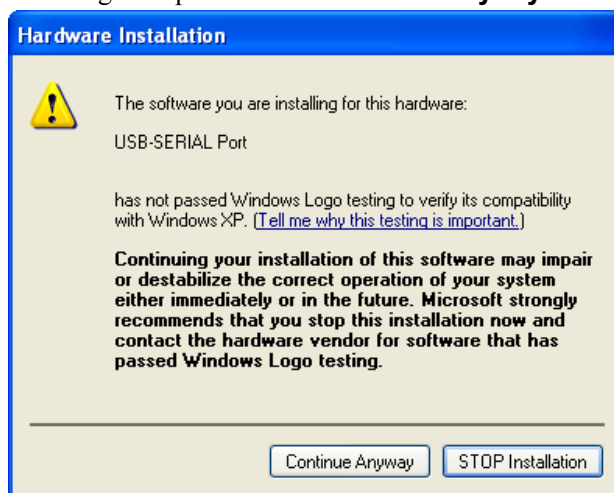 Hardware Installation
The software you are installing for this hardware:
USB-SERIAL Port
has not passed Windows Logo testing to verify its compatibility
with Windows XP. (Tell me why this testing is important.)
Continuing your installation of this software may impair
or destabilize the correct operation of your system
either immediately or in the future. Microsoft strongly
recommends that you stop this installation now and
contact the hardware vendor for software that has
passed Windows Logo testing.
Continue Anyway STOP Installation